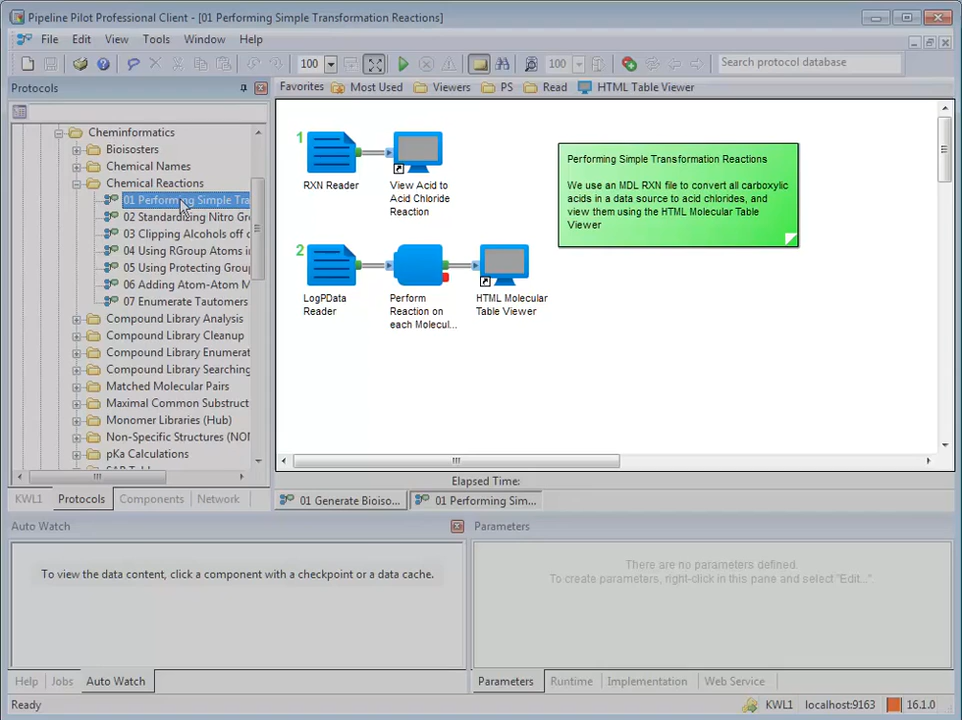 Pipeline Pilot Professional Client - [01 Performing Simple Transformation Reactions]
File Edit View Tools Window Help
100 100 Search protocol database
Protocols
Favorites Most Used Viewers PS Read HTML Table Viewer
Cheminformatics
Bioisosters
Chemical Names
Chemical Reactions
01 Performing Simple Tra
02 Standardizing Nitro Gr
03 Clipping Alcohols off c
04 Using RGroup Atoms i
05 Using Protecting Grou
06 Adding Atom-Atom M
07 Enumerate Tautomers
Compound Library Analysis
Compound Library Cleanup
Compound Library Enumerat
Compound Library Searching
Matched Molecular Pairs
Maximal Common Substruct
Monomer Libraries (Hub)
Non-Specific Structures (NON
pKa Calculations
KWL1 Protocols Components Network
1
RXN Reader
View Acid to
Acid Chloride
Reaction
2
LogPData
Reader
Perform
Reaction on
each Molecul...
HTML Molecular
Table Viewer
Performing Simple Transformation Reactions
We use an MDL RXN file to convert all carboxylic
acids in a data source to acid chlorides, and
view them using the HTML Molecular Table
Viewer
Elapsed Time:
01 Generate Bioiso... 01 Performing Sim...
Auto Watch
To view the data content, click a component with a checkpoint or a data cache.
Help Jobs Auto Watch
Parameters
There are no parameters defined.
To create parameters, right-click in this pane and select "Edit...".
Parameters Runtime Implementation Web Service
Ready KWL1 localhost:9163 16.1.0